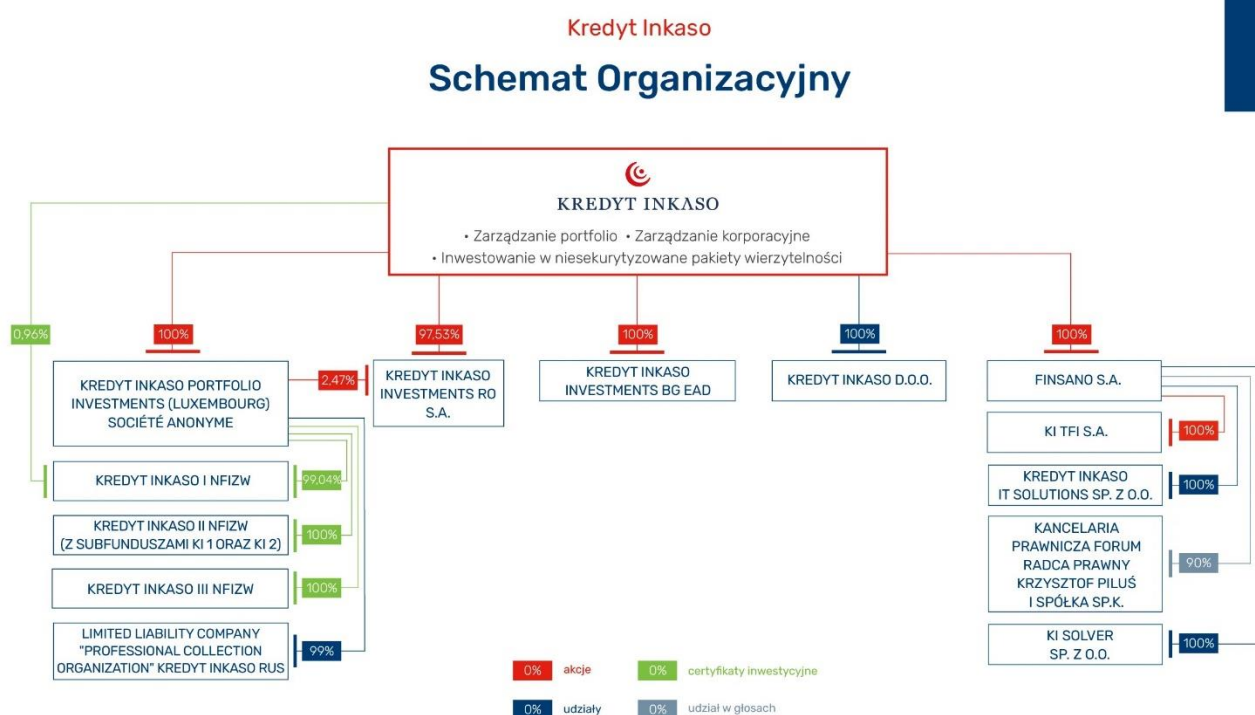 Kredyt Inkaso
Schemat Organizacyjny
KREDYT INKASO
• Zarządzanie portfolio • Zarządzanie korporacyjne
• Inwestowanie w niesekurytyzowane pakiety wierzytelności
0,96%
100%
97,53%
100%
100%
100%
KREDYT INKASO PORTFOLIO
INVESTMENTS (LUXEMBOURG)
SOCIÉTÉ ANONYME
2,47%
KREDYT INKASO
INVESTMENTS RO
S.A.
KREDYT INKASO
INVESTMENTS BG EAD
KREDYT INKASO D.O.O.
FINSANO S.A.
KI TFI S.A.
100%
KREDYT INKASO I NFIZW
99,04%
KREDYT INKASO
IT SOLUTIONS SP. Z O.O.
100%
KREDYT INKASO II NFIZW
(Z SUBFUNDUSZAMI KI 1 ORAZ KI 2)
100%
KANCELARIA
PRAWNICZA FORUM
RADCA PRAWNY
KRZYSZTOF PILUŚ
I SPÓŁKA SP.K.
90%
KREDYT INKASO III NFIZW
100%
LIMITED LIABILITY COMPANY
"PROFESSIONAL COLLECTION
ORGANIZATION" KREDYT INKASO RUS
99%
KI SOLVER
SP. Z O.O.
100%
0% akcje
0% certyfikaty inwestycyjne
0% udziały
0% udział w głosach